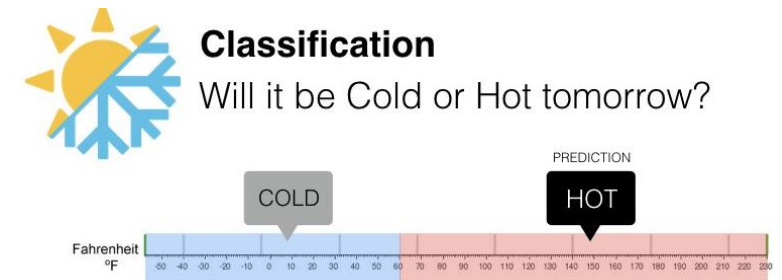 Classification
Will it be Cold or Hot tomorrow?
PREDICTION
COLD HOT
Fahrenheit
°F
-50 -40 -30 -20 -10 0 10 20 30 40 50 60 70 80 90 100 110 120 130 140 150 160 170 180 190 200 210 220 230